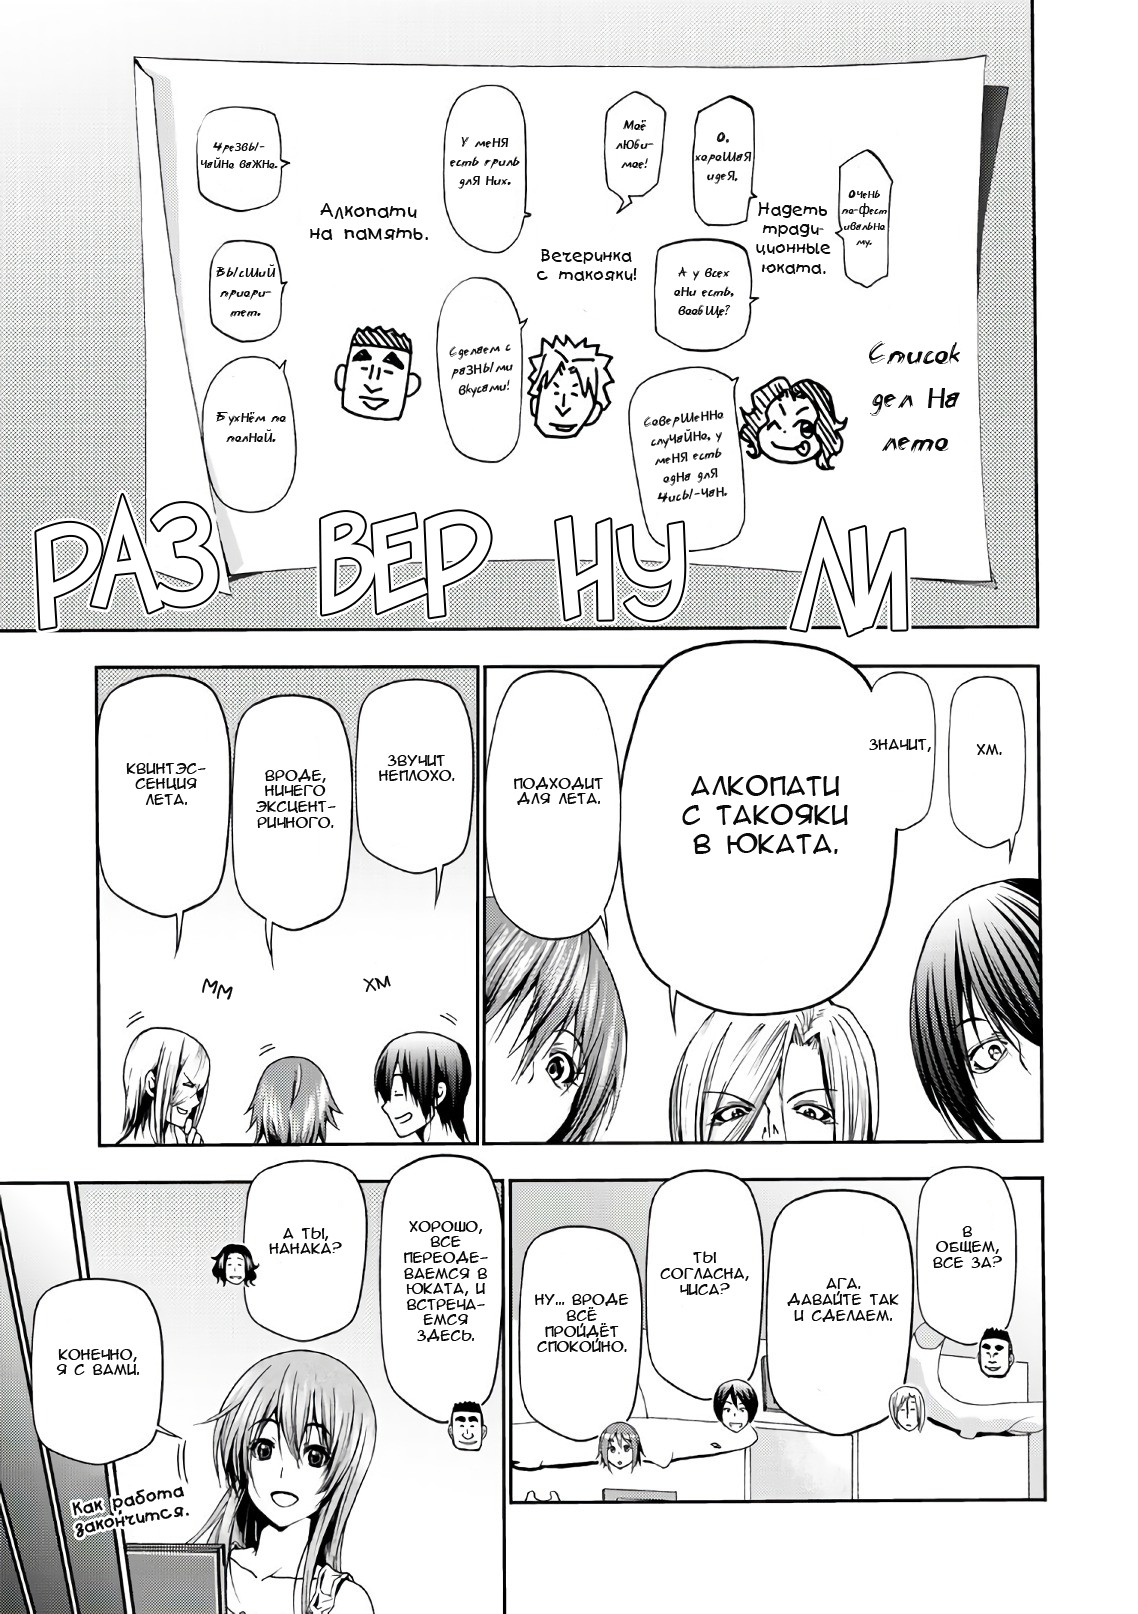 Список
дел на
лето
Очень
по-фест
ивально
му.
О,
хорошая
идея.
Моё
люби-
мое!
Надеть
тради-
ционные
юката.
А у всех
они есть,
вообще?
Совершенно
случайно, у
меня есть
одна для
Чисы-чан.
У меня
есть гриль
для них.
Вечеринка
с такояки!
Сделаем с
разными
вкусами!
Чрезвы-
чайно важно.
Алкопати
на память.
Высший
приори-
тет.
Бухнём по
полной.
РАЗ ВЕР НУ ЛИ
ХМ.
ЗНАЧИТ,
АЛКОПАТИ
С ТАКОЯКИ
В ЮКАТА.
ПОДХОДИТ
ДЛЯ ЛЕТА.
ЗВУЧИТ
НЕПЛОХО.
ВРОДЕ,
НИЧЕГО
ЭКСЦЕНТ-
РИЧНОГО.
КВИНТЭС-
СЕНЦИЯ
ЛЕТА.
ХМ
ММ
В
ОБЩЕМ,
ВСЕ ЗА?
АГА.
ДАВАЙТЕ ТАК
И СДЕЛАЕМ.
ТЫ
СОГЛАСНА,
ЧИСА?
НУ... ВРОДЕ
ВСЁ
ПРОЙДЁТ
СПОКОЙНО.
ХОРОШО,
ВСЕ
ПЕРЕОДЕ-
ВАЕМСЯ В
ЮКАТА, И
ВСТРЕЧА-
ЕМСЯ
ЗДЕСЬ.
А ТЫ,
НАНАКА?
КОНЕЧНО,
Я С ВАМИ.
Как работа
закончится.